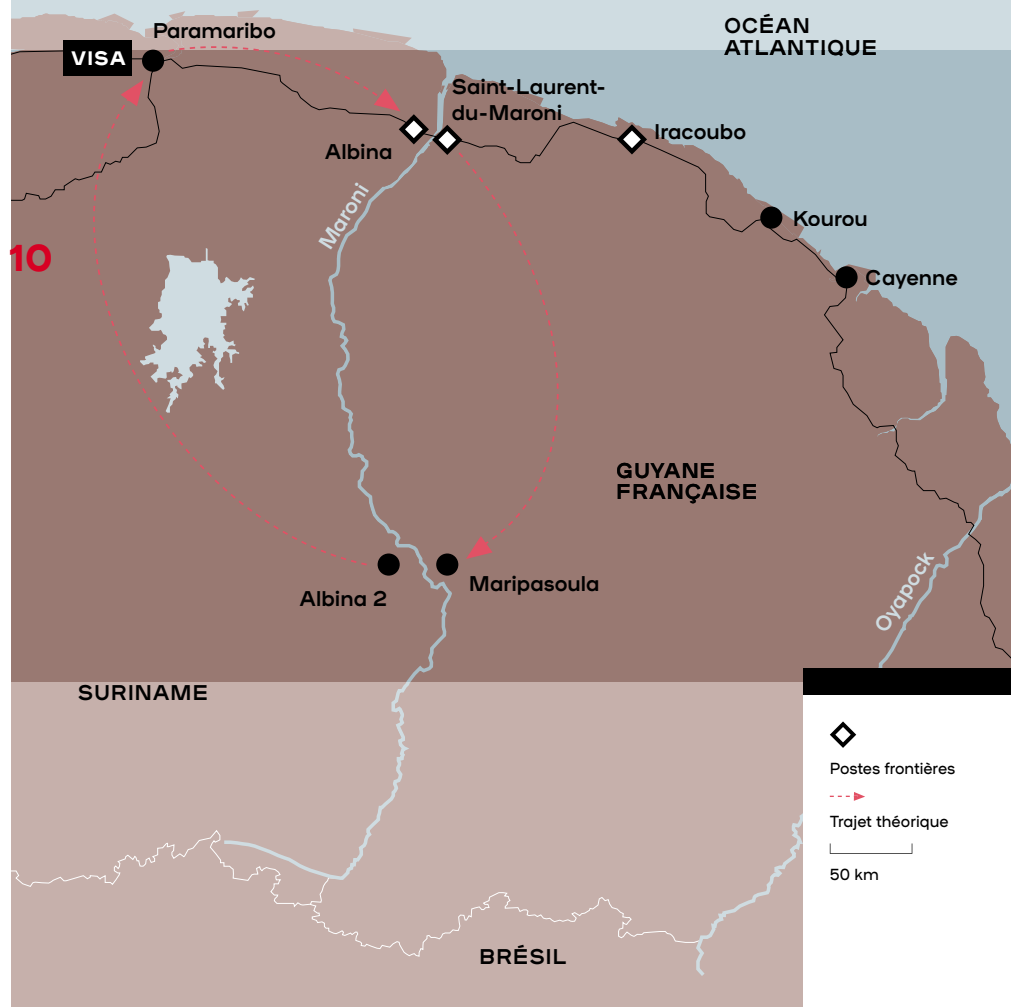 OCÉAN
ATLANTIQUE
Paramaribo
VISA
Saint-Laurent-
du-Maroni
Albina
Iracoubo
Maroni
Kourou
10
Cayenne
GUYANE
FRANÇAISE
Albina 2
Maripasoula
Oyapock
SURINAME
Postes frontières
Trajet théorique
50 km
BRÉSIL